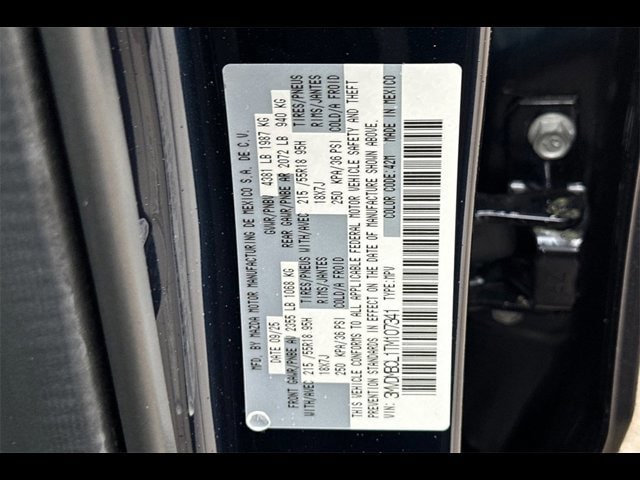 MFD. BY MAZDA MOTOR MANUFACTURING DE MEXICO S.A. DE C.V.
DATE 09/25 GVWR/PNBV 4381 LB 1987 KG
FRONT GAWR/PNBE AV 2355 LB 1068 KG REAR GAWR/PNBE AR 2072 LB 940 KG
TIRES/PNEUS TIRES/PNEUS
WITH/AVEC 215 /55R18 95H RIMS/JANTES WITH/AVEC 215 /55R18 95H RIMS/JANTES
18X7J COLD/A FROID 18X7J COLD/A FROID
250 KPA/36 PSI 250 KPA/36 PSI
THIS VEHICLE CONFORMS TO ALL APPLICABLE FEDERAL MOTOR VEHICLE SAFETY AND THEFT
PREVENTION STANDARDS IN EFFECT ON THE DATE OF MANUFACTURE SHOWN ABOVE.
COLOR CODE:42M MADE IN MEXICO
VIN: 3MVDMBCL1TM107341 TYPE:MPV